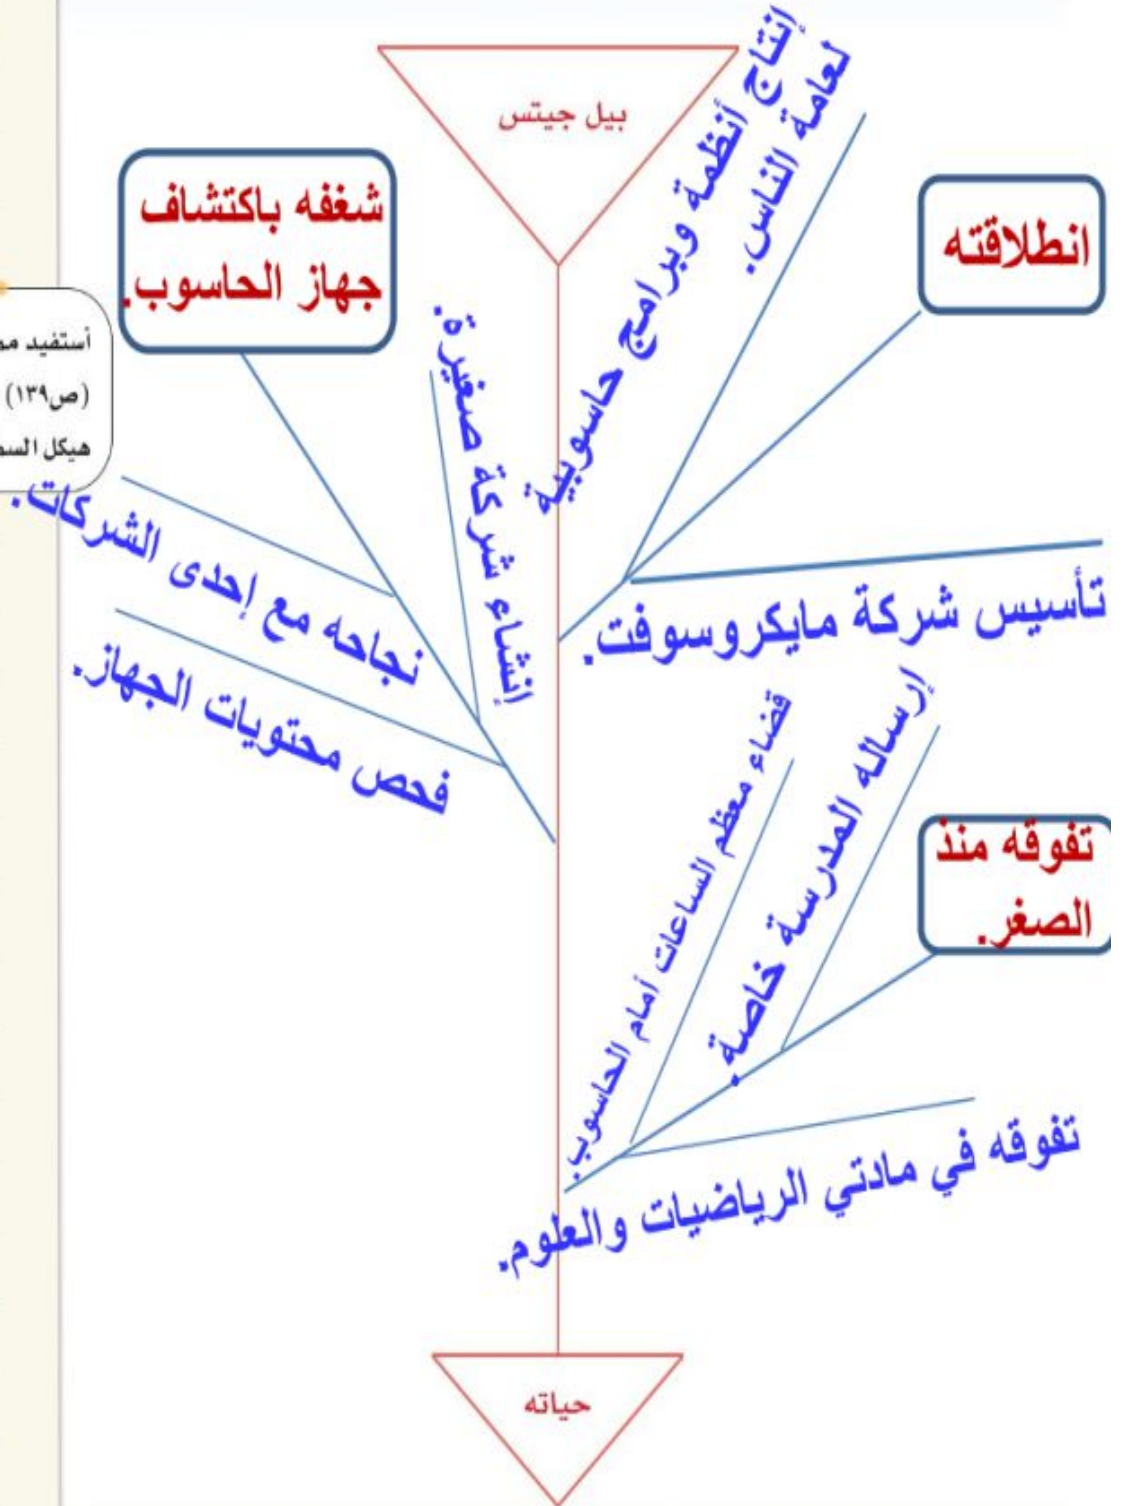 بيل جيتس
إنتاج أنظمة وبرامج حاسوبية
لعامة الناس.
انطلاقته
تأسيس شركة مايكروسوفت.
شغفه باكتشاف
جهاز الحاسوب.
إنشاء شركة صغيرة.
نجاحه مع إحدى الشركات.
فحص محتويات الجهاز.
أستفيد
(ص١٣٩)
هيكل
تفوقه منذ
الصغر.
إرساله المدرسة خاصة.
قضاء معظم الساعات أمام الحاسوب.
تفوقه في مادتي الرياضيات والعلوم.
حياته